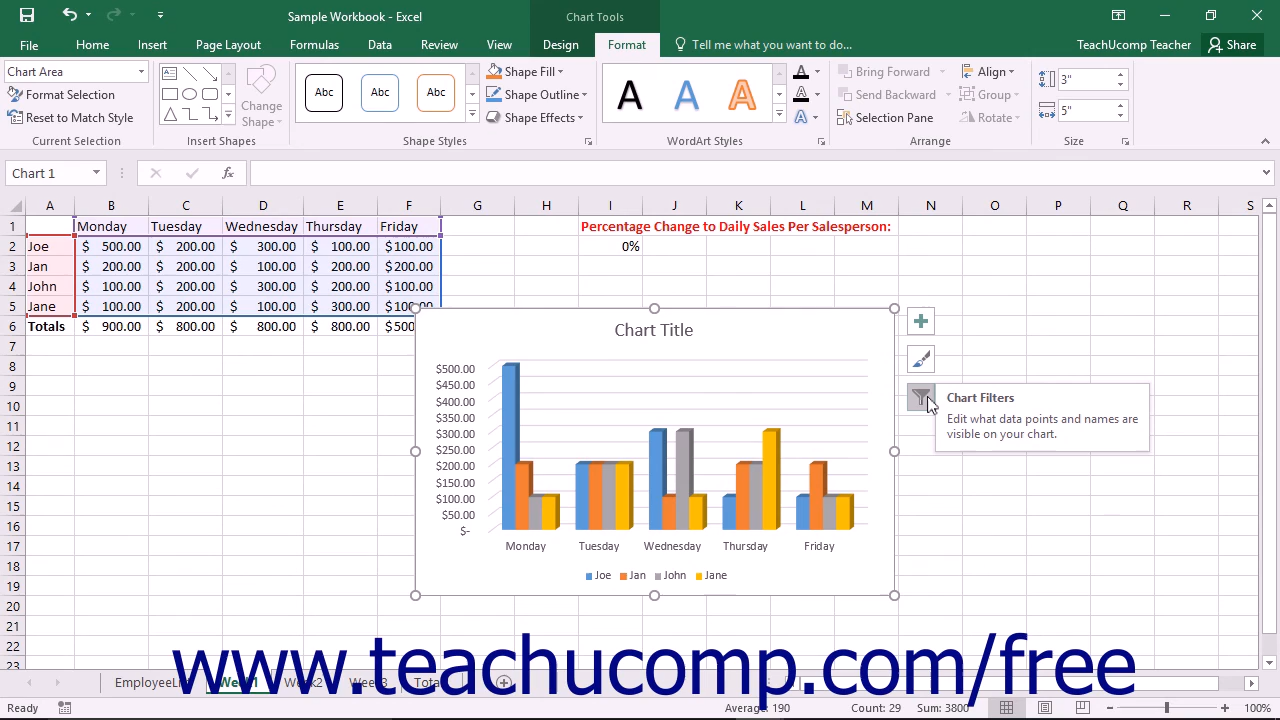 Sample Workbook - Excel
Chart Tools
File Home Insert Page Layout Formulas Data Review View Design Format Tell me what you want to do... TeachUcomp Teacher Share
Chart Area
Format Selection
Reset to Match Style
Current Selection
Change
Shape
Insert Shapes
Abc Abc Abc
Shape Fill
Shape Outline
Shape Effects
Shape Styles
A A A
WordArt Styles
Bring Forward
Send Backward
Selection Pane
Align
Group
Rotate
Arrange
3"
5"
Size
Chart 1
fx
A B C D E F G H I J K L M N O P Q R S
1 Monday Tuesday Wednesday Thursday Friday Percentage Change to Daily Sales Per Salesperson:
2 Joe $ 500.00 $ 200.00 $ 300.00 $ 100.00 $100.00 0%
3 Jan $ 200.00 $ 200.00 $ 100.00 $ 200.00 $200.00
4 John $ 100.00 $ 200.00 $ 300.00 $ 200.00 $100.00
5 Jane $ 100.00 $ 200.00 $ 100.00 $ 300.00 $100.00
6 Totals $ 900.00 $ 800.00 $ 800.00 $ 800.00 $500
7
8
9
10
11
12
13
14
15
16
17
18
19
20
21
22
23
Chart Title
$500.00
$450.00
$400.00
$350.00
$300.00
$250.00
$200.00
$150.00
$100.00
$50.00
$-
Monday Tuesday Wednesday Thursday Friday
Joe Jan John Jane
Chart Filters
Edit what data points and names are
visible on your chart.
www.teachucomp.com/free
Ready
Average: 190 Count: 29 Sum: 3800 100%